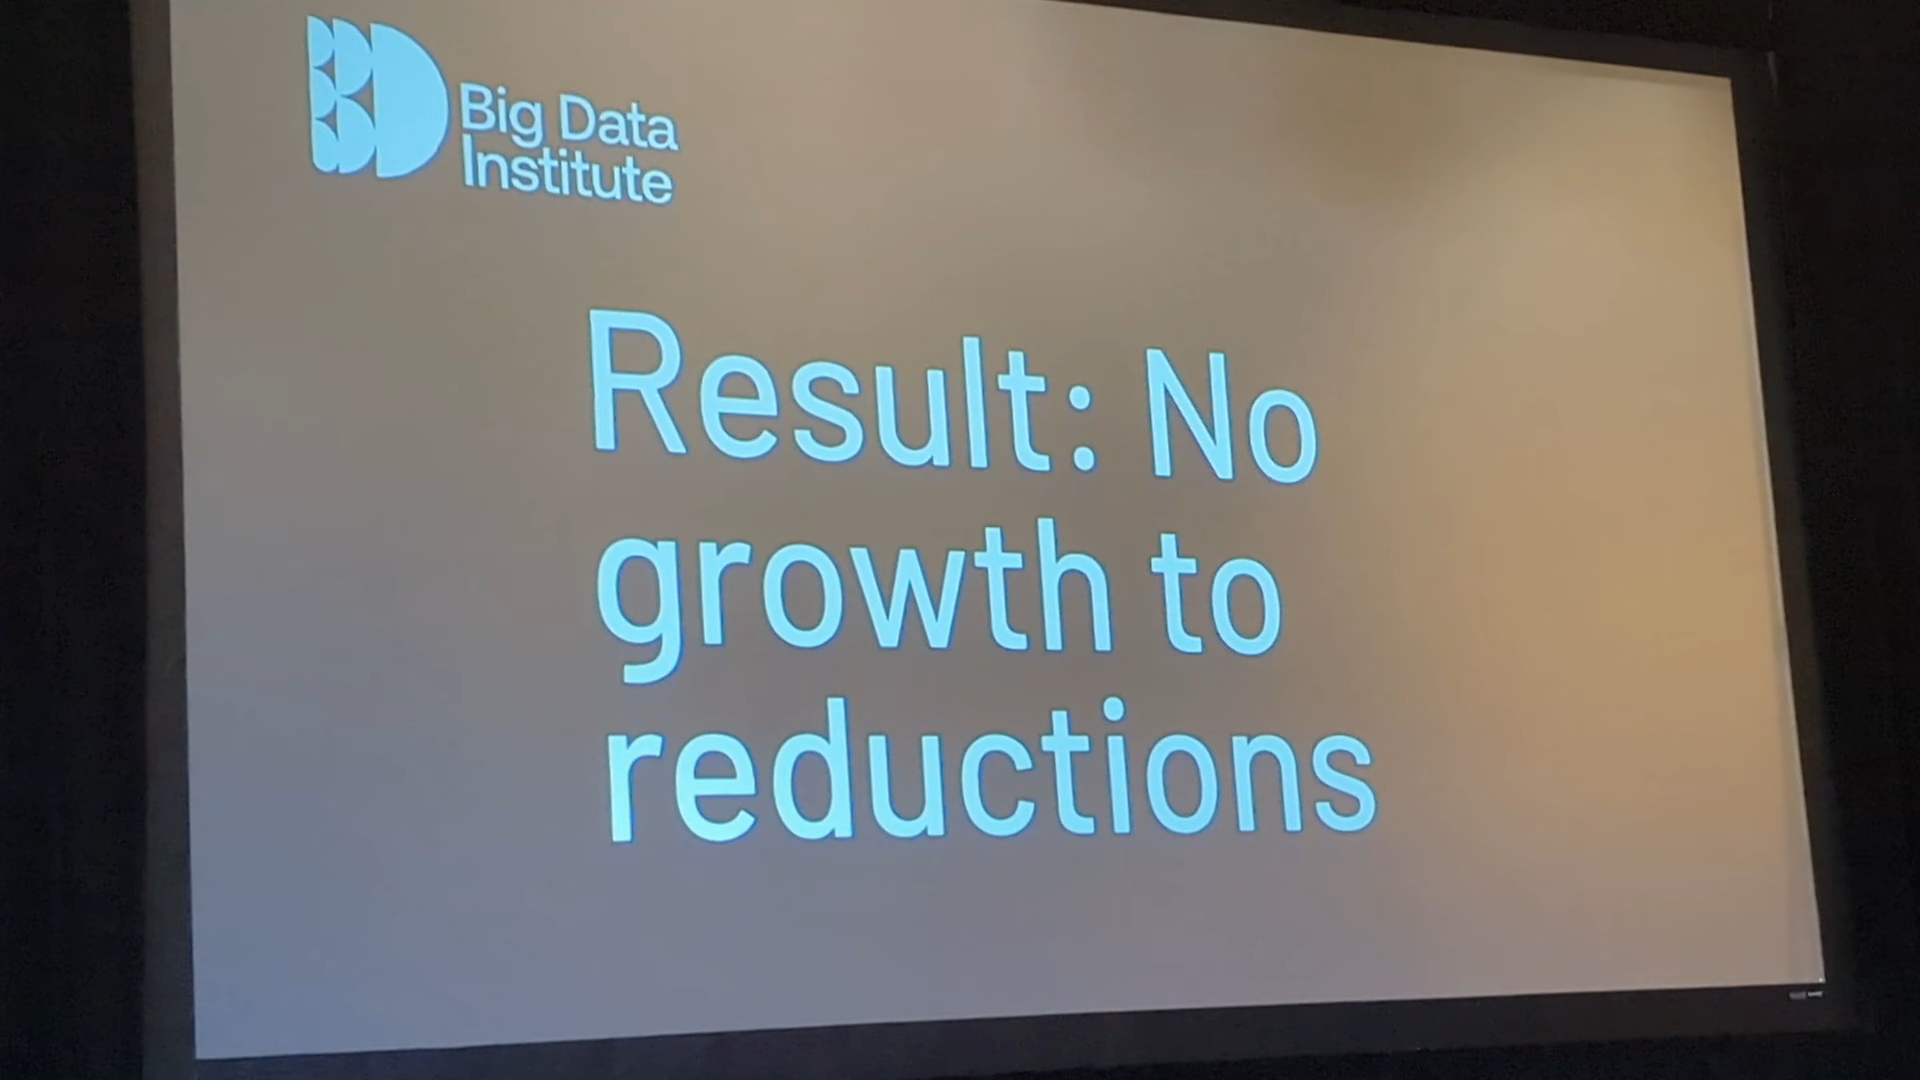 Big Data
Institute
Result: No
growth to
reductions